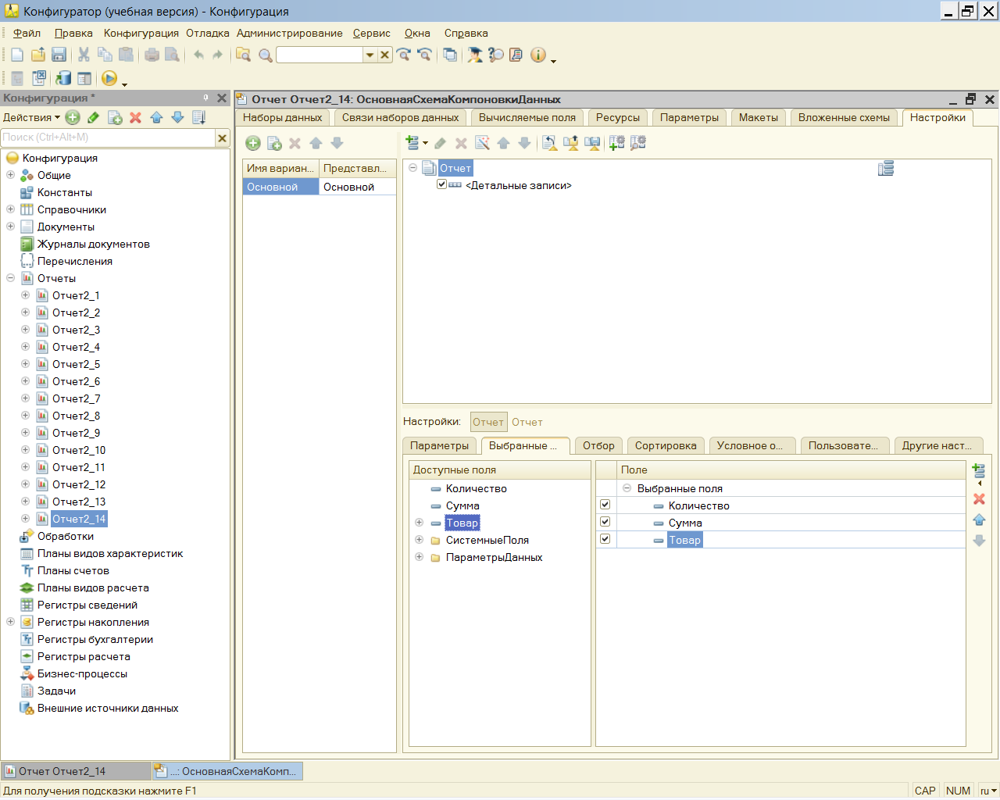 Конфигуратор (учебная версия) - Конфигурация
Файл Правка Конфигурация Отладка Администрирование Сервис Окна Справка
Конфигурация *
Действия
Поиск (Ctrl+Alt+M)
Конфигурация
Общие
Константы
Справочники
Документы
Журналы документов
Перечисления
Отчеты
Отчет2_1
Отчет2_2
Отчет2_3
Отчет2_4
Отчет2_5
Отчет2_6
Отчет2_7
Отчет2_8
Отчет2_9
Отчет2_10
Отчет2_11
Отчет2_12
Отчет2_13
Отчет2_14
Обработки
Планы видов характеристик
Планы счетов
Планы видов расчета
Регистры сведений
Регистры накопления
Регистры бухгалтерии
Регистры расчета
Бизнес-процессы
Задачи
Внешние источники данных
Отчет Отчет2_14: ОсновнаяСхемаКомпоновкиДанных
Наборы данных Связи наборов данных Вычисляемые поля Ресурсы Параметры Макеты Вложенные схемы Настройки
Имя вариан... Представл...
Основной Основной
Отчет
<Детальные записи>
Настройки: Отчет Отчет
Параметры Выбранные ... Отбор Сортировка Условное о... Пользовате... Другие наст...
Доступные поля
Количество
Сумма
Товар
СистемныеПоля
ПараметрыДанных
Поле
Выбранные поля
Количество
Сумма
Товар
Отчет Отчет2_14 ...: ОсновнаяСхемаКомп...
Для получения подсказки нажмите F1 CAP NUM ru